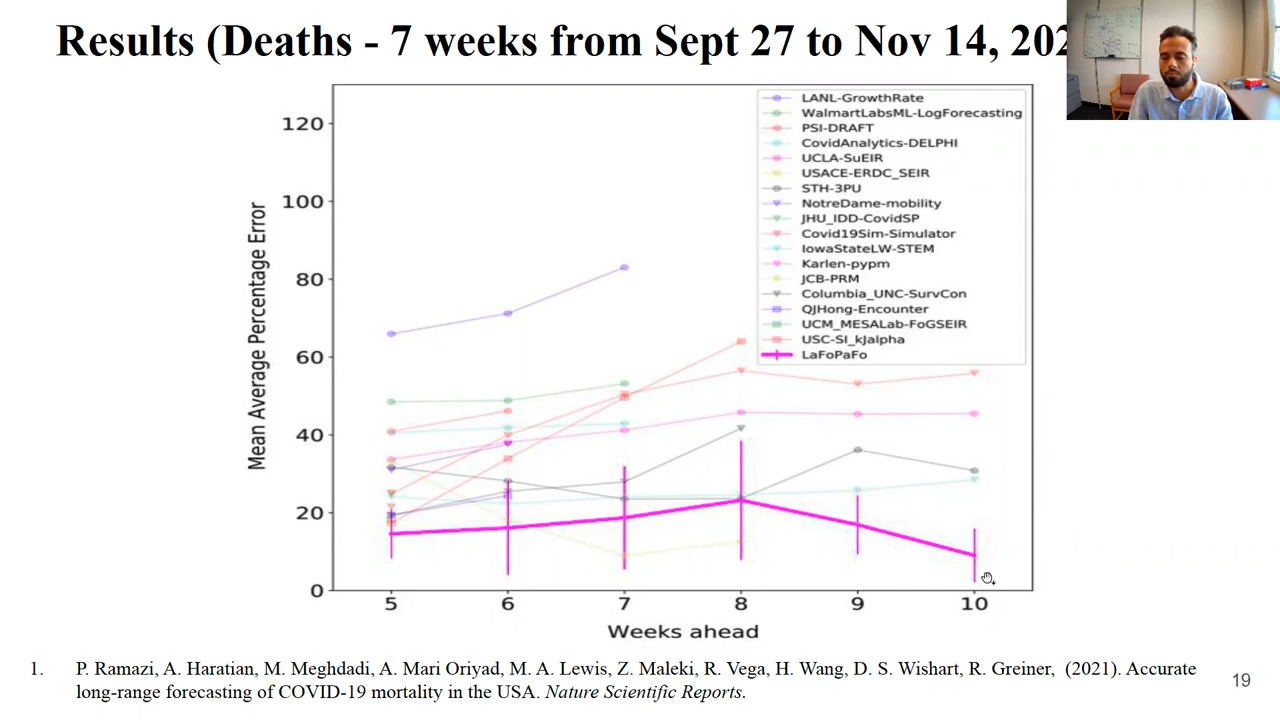 Results (Deaths - 7 weeks from Sept 27 to Nov 14, 202
LANL-GrowthRate
WalmartLabsML-LogForecasting
PSI-DRAFT
CovidAnalytics-DELPHI
UCLA-SuEIR
USACE-ERDC_SEIR
STH-3PU
NotreDame-mobility
JHU_IDD-CovidSP
Covid19Sim-Simulator
IowaStateLW-STEM
Karlen-pypm
JCB-PRM
Columbia_UNC-SurvCon
QJHong-Encounter
UCM_MESALab-FoGSEIR
USC-SI_kJalpha
LaFoPaFo
Mean Average Percentage Error
120
100
80
60
40
20
0
5 6 7 8 9 10
Weeks ahead
1. P. Ramazi, A. Haratian, M. Meghdadi, A. Mari Oriyad, M. A. Lewis, Z. Maleki, R. Vega, H. Wang, D. S. Wishart, R. Greiner, (2021). Accurate
long-range forecasting of COVID-19 mortality in the USA. Nature Scientific Reports.
19